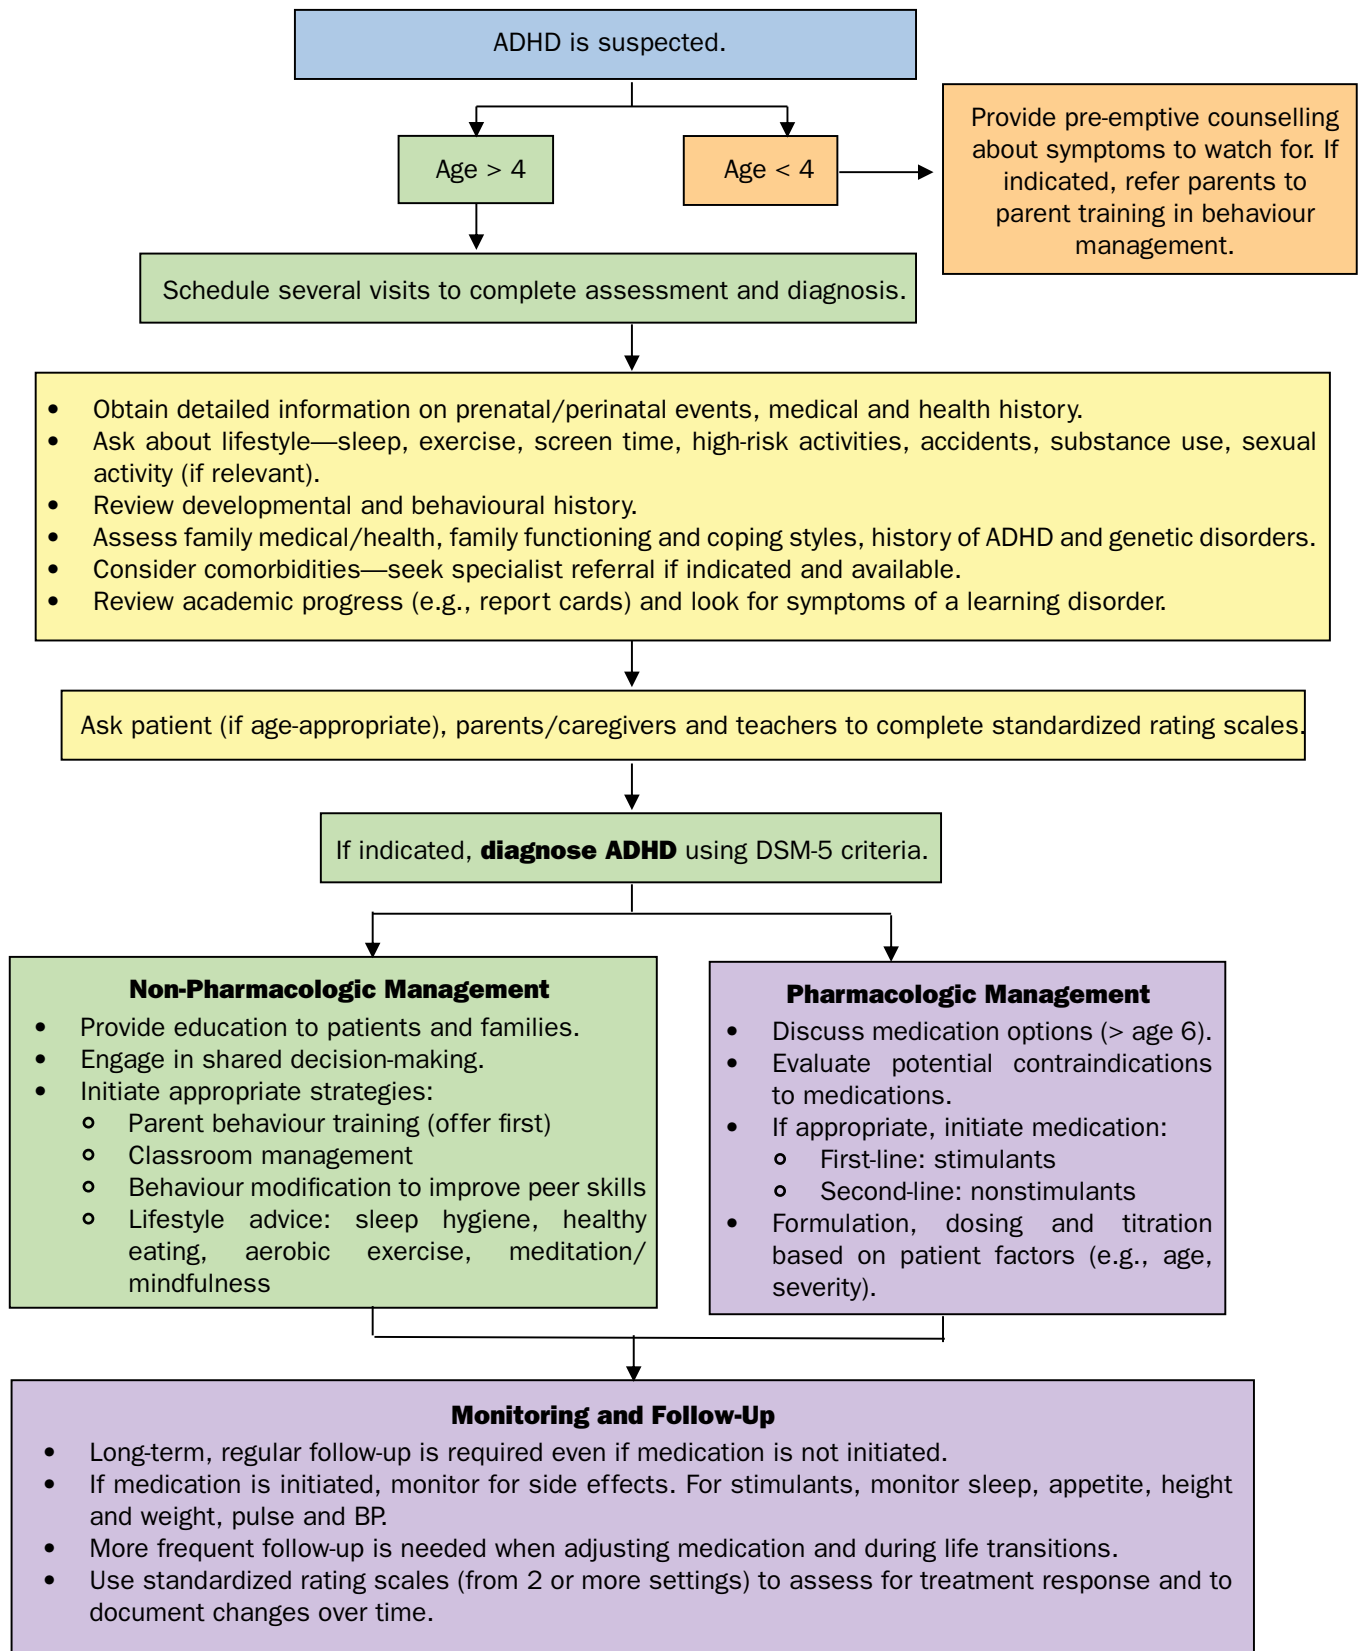 ADHD is suspected.
Age > 4
Age < 4
Provide pre-emptive counselling
about symptoms to watch for. If
indicated, refer parents to
parent training in behaviour
management.
Schedule several visits to complete assessment and diagnosis.
• Obtain detailed information on prenatal/perinatal events, medical and health history.
• Ask about lifestyle—sleep, exercise, screen time, high-risk activities, accidents, substance use, sexual
activity (if relevant).
• Review developmental and behavioural history.
• Assess family medical/health, family functioning and coping styles, history of ADHD and genetic disorders.
• Consider comorbidities—seek specialist referral if indicated and available.
• Review academic progress (e.g., report cards) and look for symptoms of a learning disorder.
Ask patient (if age-appropriate), parents/caregivers and teachers to complete standardized rating scales.
If indicated, diagnose ADHD using DSM-5 criteria.
Non-Pharmacologic Management
• Provide education to patients and families.
• Engage in shared decision-making.
• Initiate appropriate strategies:
o Parent behaviour training (offer first)
o Classroom management
o Behaviour modification to improve peer skills
o Lifestyle advice: sleep hygiene, healthy
eating, aerobic exercise, meditation/
mindfulness
Pharmacologic Management
• Discuss medication options (> age 6).
• Evaluate potential contraindications
to medications.
• If appropriate, initiate medication:
o First-line: stimulants
o Second-line: nonstimulants
• Formulation, dosing and titration
based on patient factors (e.g., age,
severity).
Monitoring and Follow-Up
• Long-term, regular follow-up is required even if medication is not initiated.
• If medication is initiated, monitor for side effects. For stimulants, monitor sleep, appetite, height
and weight, pulse and BP.
• More frequent follow-up is needed when adjusting medication and during life transitions.
• Use standardized rating scales (from 2 or more settings) to assess for treatment response and to
document changes over time.